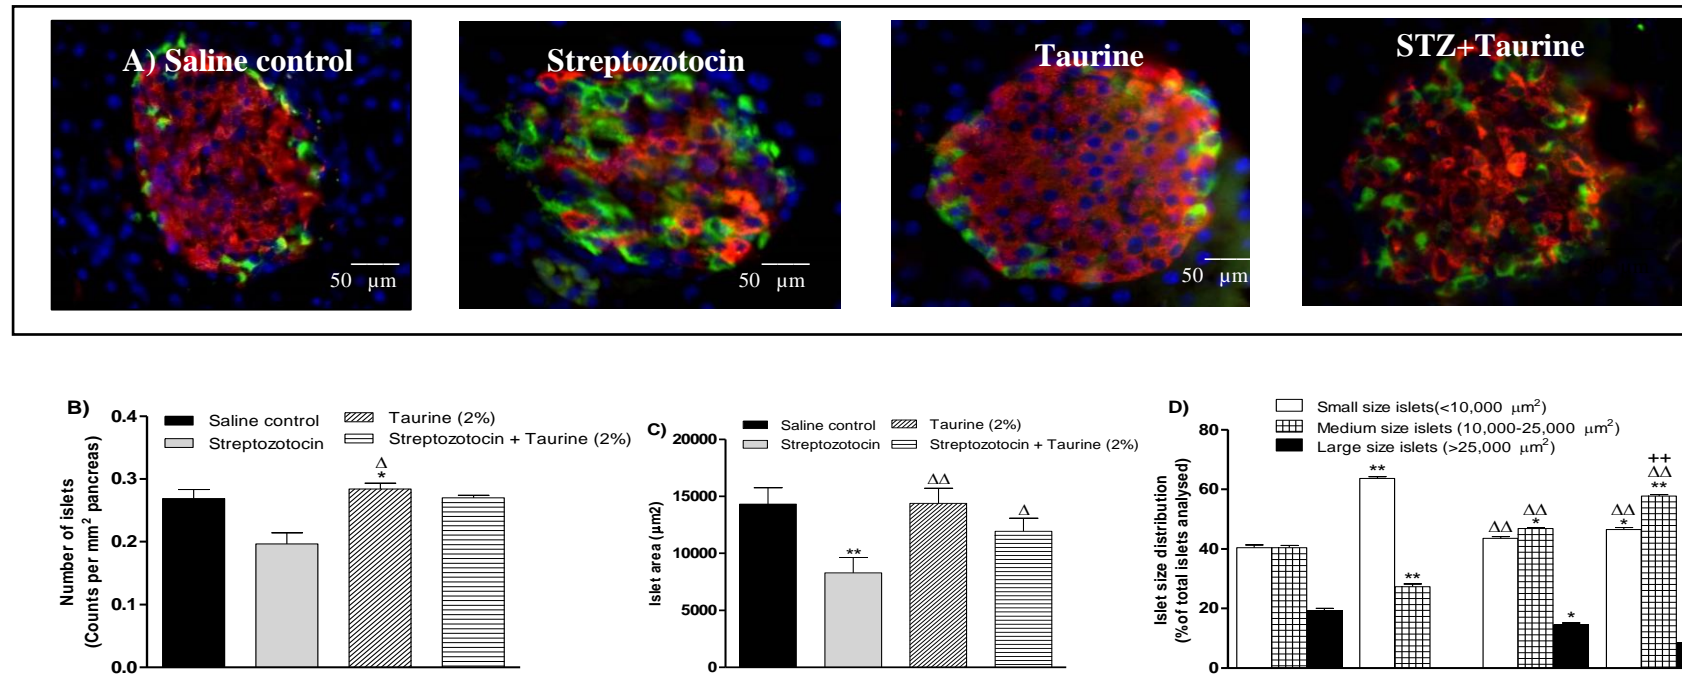 A) Saline control
Streptozotocin
Taurine
STZ+Taurine
50 µm
50 µm
50 µm
B)
Saline control
Streptozotocin
Taurine (2%)
Streptozotocin + Taurine (2%)
Number of islets
(Counts per mm² pancreas)
0.4
0.3
0.2
0.1
0.0
Δ
*
C)
Saline control
Streptozotocin
Taurine (2%)
Streptozotocin + Taurine (2%)
Islet area (µm2)
20000
15000
10000
5000
0
**
ΔΔ
Δ
D)
Small size islets(<10,000 µm²)
Medium size islets (10,000-25,000 µm²)
Large size islets (>25,000 µm²)
Islet size distribution
(% of total islets analysed)
80
60
40
20
0
**
**
ΔΔ
ΔΔ
*
*
ΔΔ
*
++
ΔΔ
**